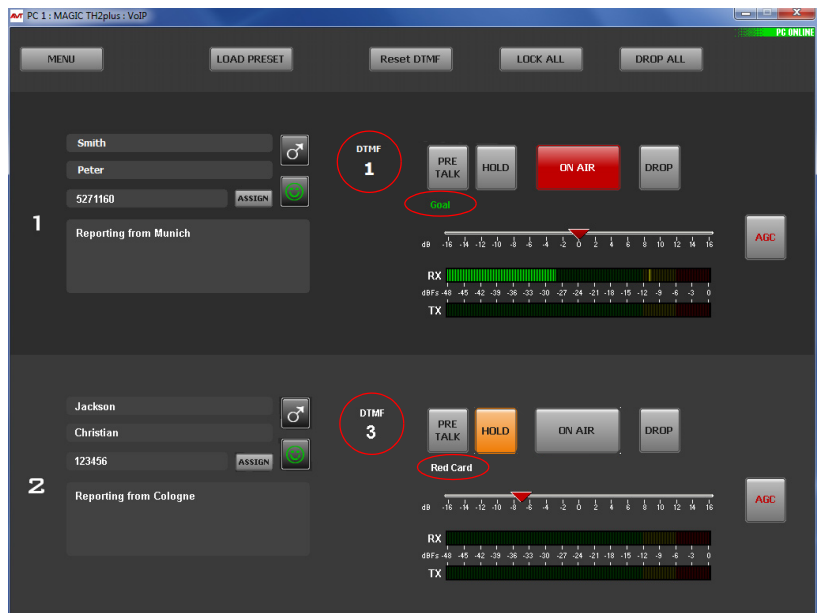 AVT PC 1 : MAGIC TH2plus : VoIP
PC ONLINE
MENU LOAD PRESET Reset DTMF LOCK ALL DROP ALL
1
Smith
Peter
5271160 ASSIGN
Reporting from Munich
DTMF
1
PRE TALK HOLD ON AIR DROP
Goal
dB -16 -14 -12 -10 -8 -6 -4 -2 0 2 4 6 8 10 12 14 16
AGC
RX
dBFs -48 -45 -42 -39 -36 -33 -30 -27 -24 -21 -18 -15 -12 -9 -6 -3 0
TX
2
Jackson
Christian
123456 ASSIGN
Reporting from Cologne
DTMF
3
PRE TALK HOLD ON AIR DROP
Red Card
dB -16 -14 -12 -10 -8 -6 -4 -2 0 2 4 6 8 10 12 14 16
AGC
RX
dBFs -48 -45 -42 -39 -36 -33 -30 -27 -24 -21 -18 -15 -12 -9 -6 -3 0
TX